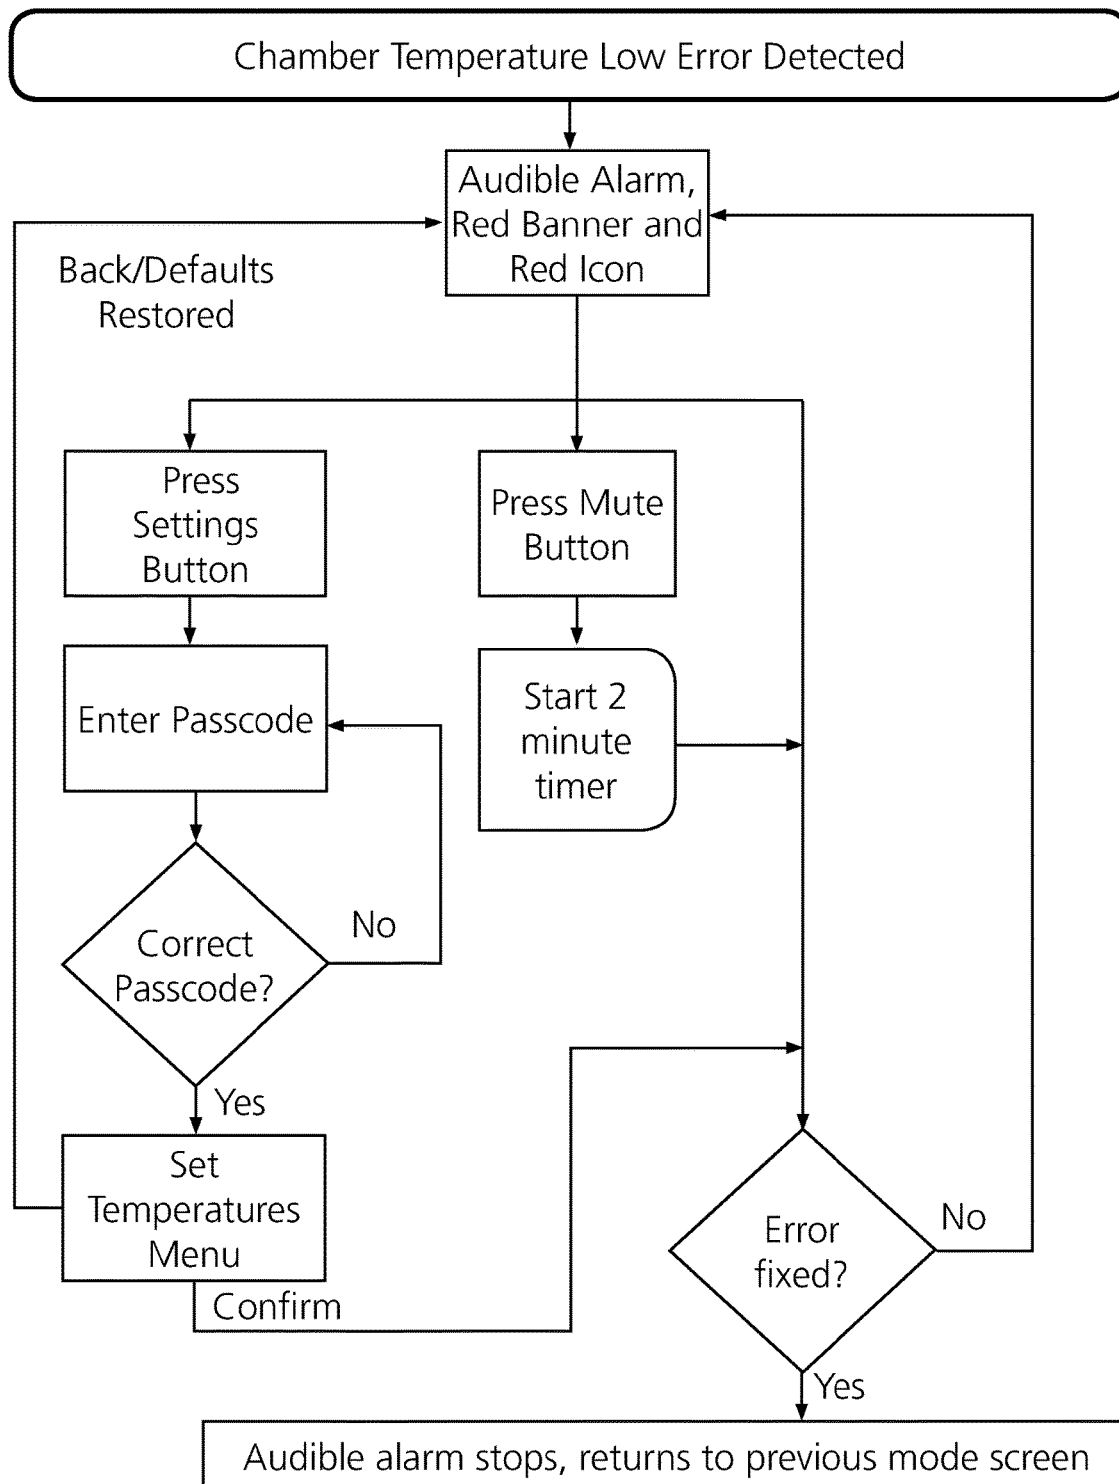 Chamber Temperature Low Error Detected
Audible Alarm,
Red Banner and
Red Icon
Back/Defaults
Restored
Press
Settings
Button
Press Mute
Button
Enter Passcode
Start 2
minute
timer
No
Correct
Passcode?
Yes
Set
Temperatures
Menu
Confirm
Error
fixed?
No
Yes
Audible alarm stops, returns to previous mode screen